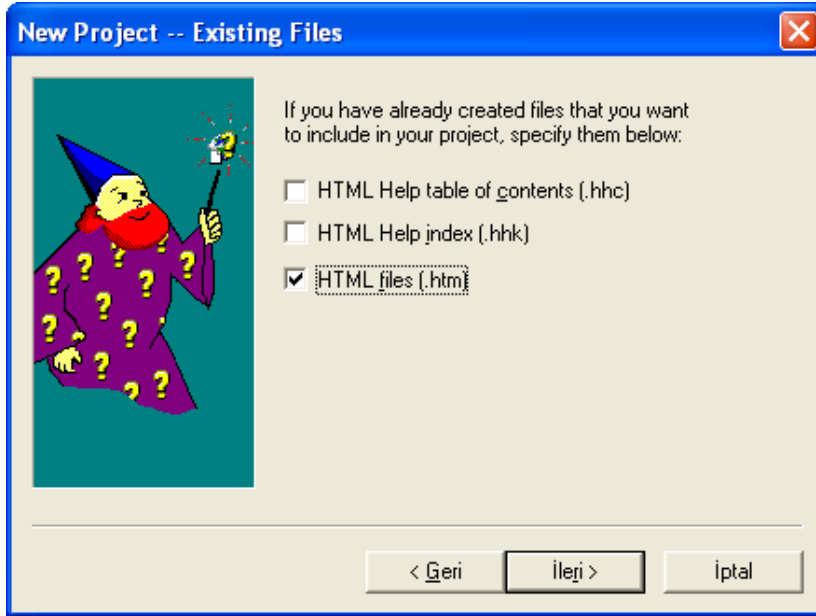 New Project -- Existing Files
If you have already created files that you want
to include in your project, specify them below:
HTML Help table of contents (.hhc)
HTML Help index (.hhk)
HTML files (.htm)
< Geri
İleri >
İptal